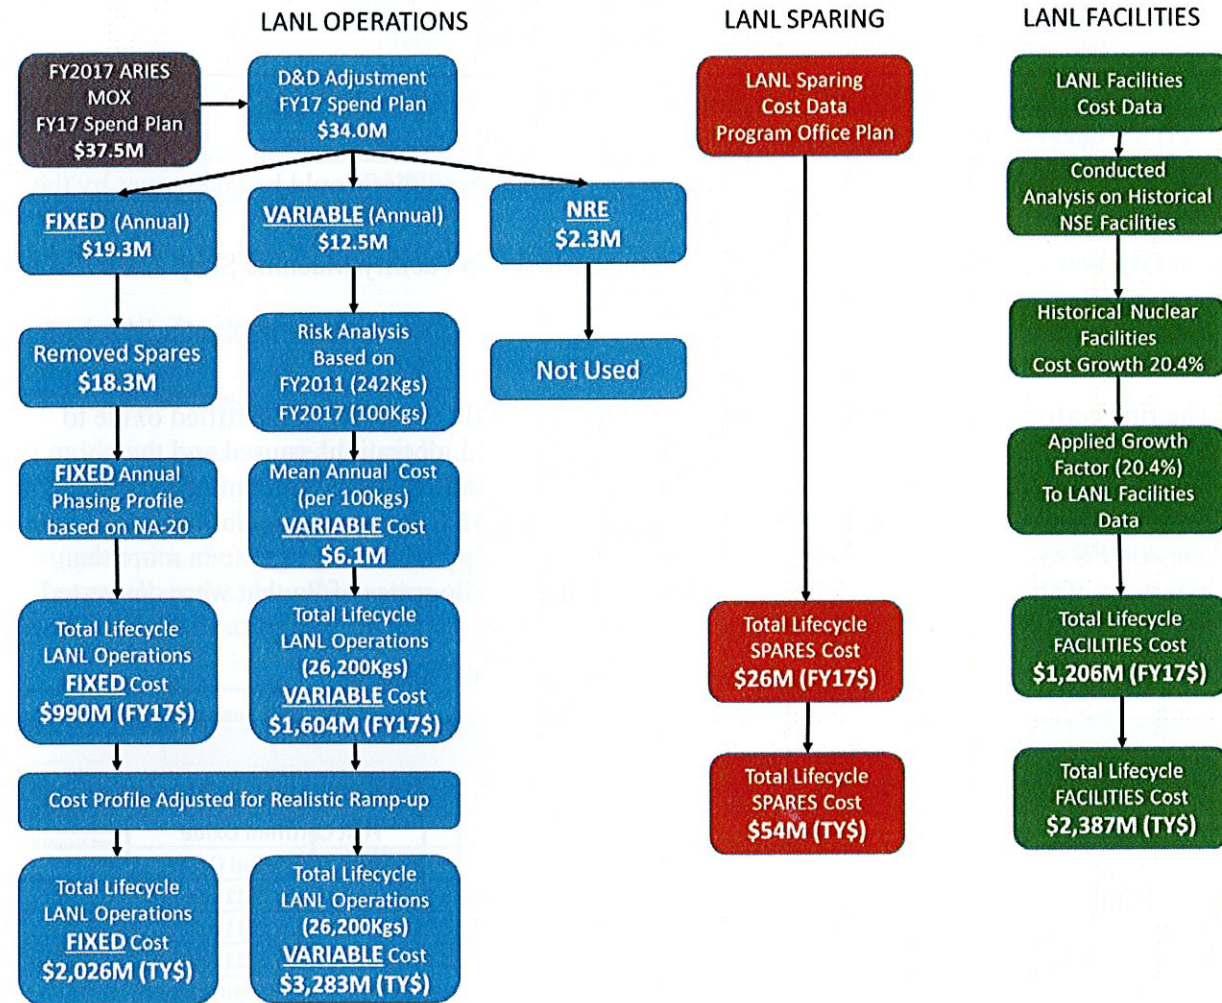 LANL OPERATIONS
LANL SPARING
LANL FACILITIES
FY2017 ARIES
MOX
FY17 Spend Plan
$37.5M
D&D Adjustment
FY17 Spend Plan
$34.0M
FIXED (Annual)
$19.3M
VARIABLE (Annual)
$12.5M
NRE
$2.3M
Removed Spares
$18.3M
Risk Analysis
Based on
FY2011 (242Kgs)
FY2017 (100Kgs)
Not Used
FIXED Annual
Phasing Profile
based on NA-20
Mean Annual Cost
(per 100kgs)
VARIABLE Cost
$6.1M
Total Lifecycle
LANL Operations
FIXED Cost
$990M (FY17$)
Total Lifecycle
LANL Operations
(26,200Kgs)
VARIABLE Cost
$1,604M (FY17$)
Cost Profile Adjusted for Realistic Ramp-up
Total Lifecycle
LANL Operations
FIXED Cost
$2,026M (TY$)
Total Lifecycle
LANL Operations
(26,200Kgs)
VARIABLE Cost
$3,283M (TY$)
LANL Sparing
Cost Data
Program Office Plan
Total Lifecycle
SPARES Cost
$26M (FY17$)
Total Lifecycle
SPARES Cost
$54M (TY$)
LANL Facilities
Cost Data
Conducted
Analysis on Historical
NSE Facilities
Historical Nuclear
Facilities
Cost Growth 20.4%
Applied Growth
Factor (20.4%)
To LANL Facilities
Data
Total Lifecycle
FACILITIES Cost
$1,206M (FY17$)
Total Lifecycle
FACILITIES Cost
$2,387M (TY$)